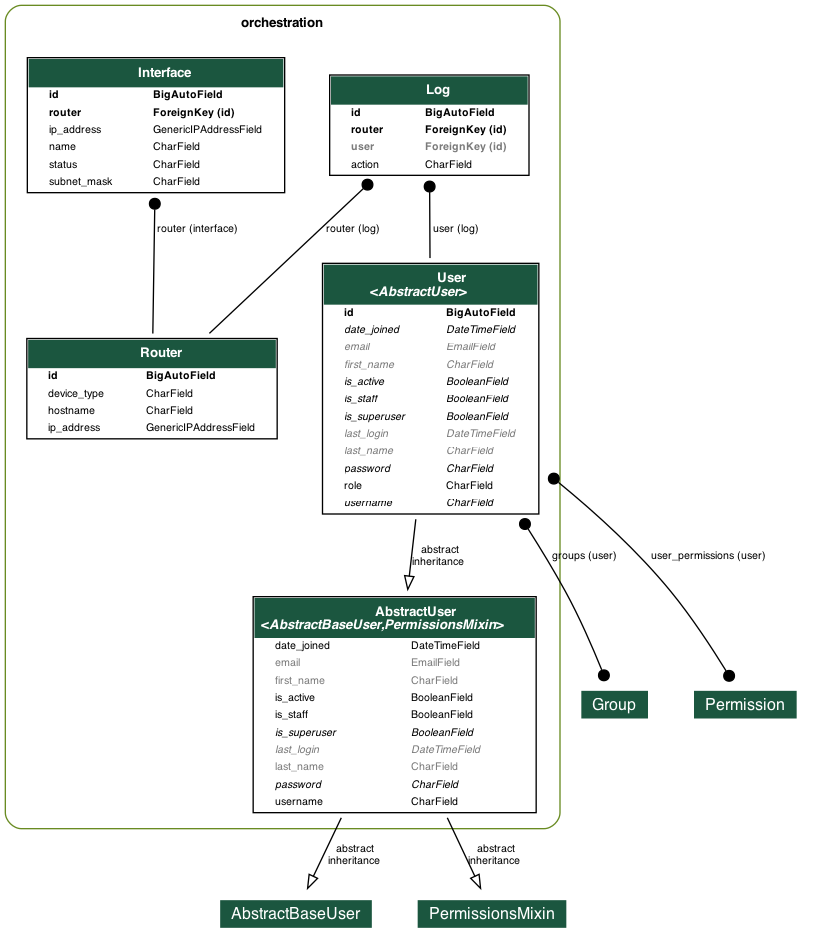 orchestration
Interface
id BigAutoField
router ForeignKey (id)
ip_address GenericIPAddressField
name CharField
status CharField
subnet_mask CharField
Log
id BigAutoField
router ForeignKey (id)
user ForeignKey (id)
action CharField
router (interface)
router (log)
user (log)
User
<AbstractUser>
id BigAutoField
date_joined DateTimeField
email EmailField
first_name CharField
is_active BooleanField
is_staff BooleanField
is_superuser BooleanField
last_login DateTimeField
last_name CharField
password CharField
role CharField
username CharField
Router
id BigAutoField
device_type CharField
hostname CharField
ip_address GenericIPAddressField
abstract
inheritance
groups (user)
user_permissions (user)
AbstractUser
<AbstractBaseUser,PermissionsMixin>
date_joined DateTimeField
email EmailField
first_name CharField
is_active BooleanField
is_staff BooleanField
is_superuser BooleanField
last_login DateTimeField
last_name CharField
password CharField
username CharField
Group
Permission
abstract
inheritance
abstract
inheritance
AbstractBaseUser
PermissionsMixin